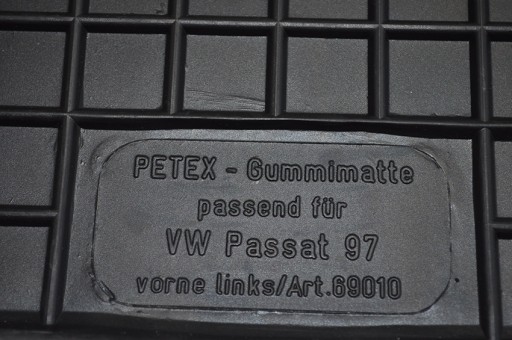 PETEX - Gummimatte
passend für
VW Passat 97
vorne links/Art.69010